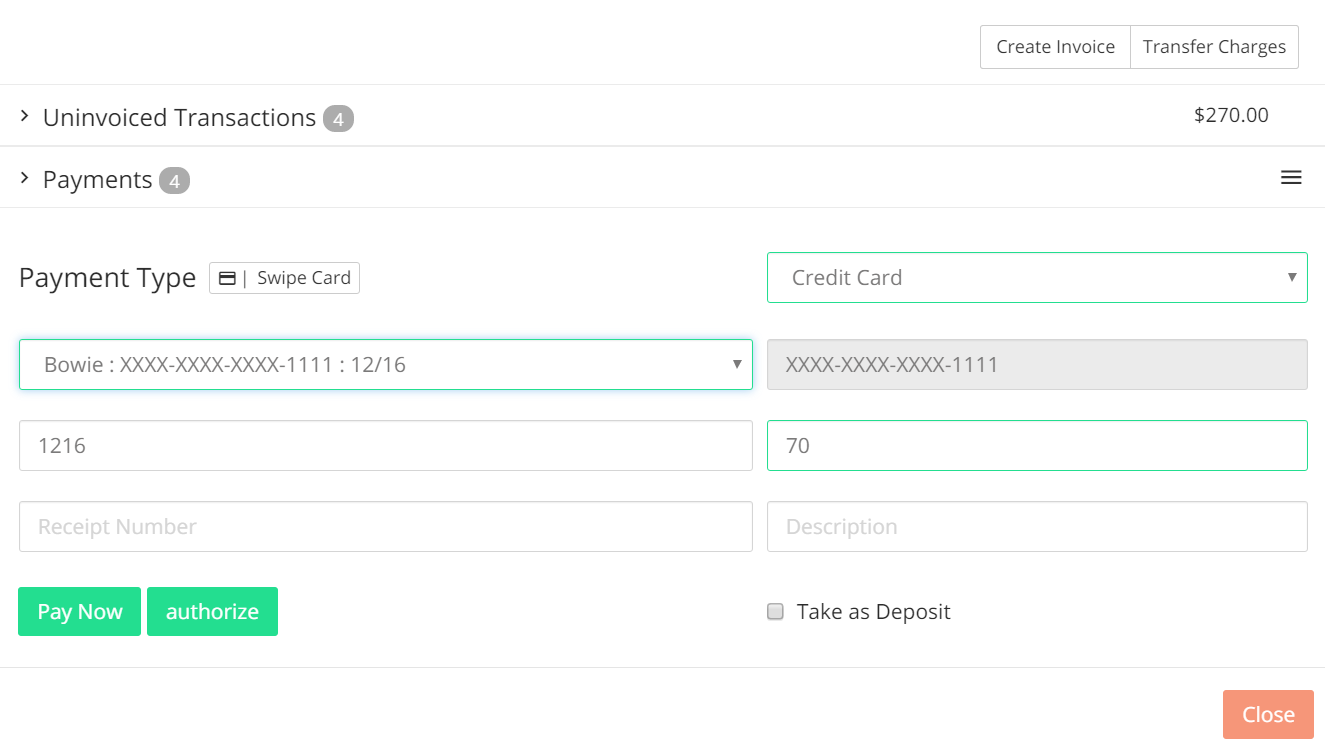 Create Invoice Transfer Charges
Uninvoiced Transactions 4 $270.00
Payments 4
Payment Type | Swipe Card Credit Card
Bowie : XXXX-XXXX-XXXX-1111 : 12/16 XXXX-XXXX-XXXX-1111
1216 70
Receipt Number Description
Pay Now authorize Take as Deposit
Close